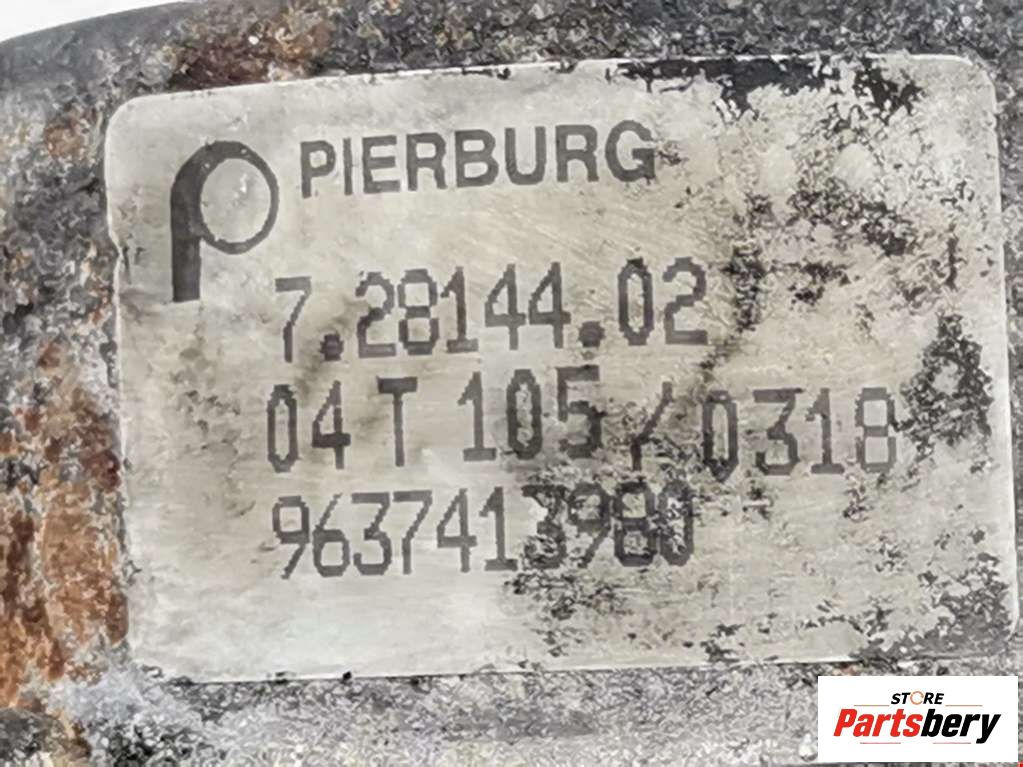 PIERBURG
7.28144.02
04 T 105 / 0318
9637413980
STORE
Partsbery